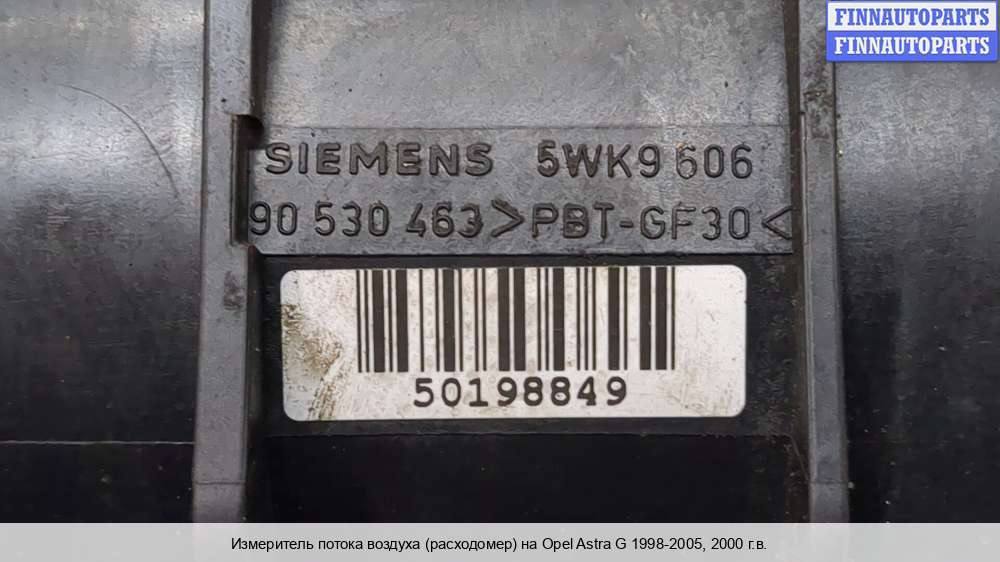 FINNAUTOPARTS
FINNAUTOPARTS
SIEMENS 5WK9 606
90 530 463 >PBT-GF30<
50198849
Измеритель потока воздуха (расходомер) на Opel Astra G 1998-2005, 2000 г.в.